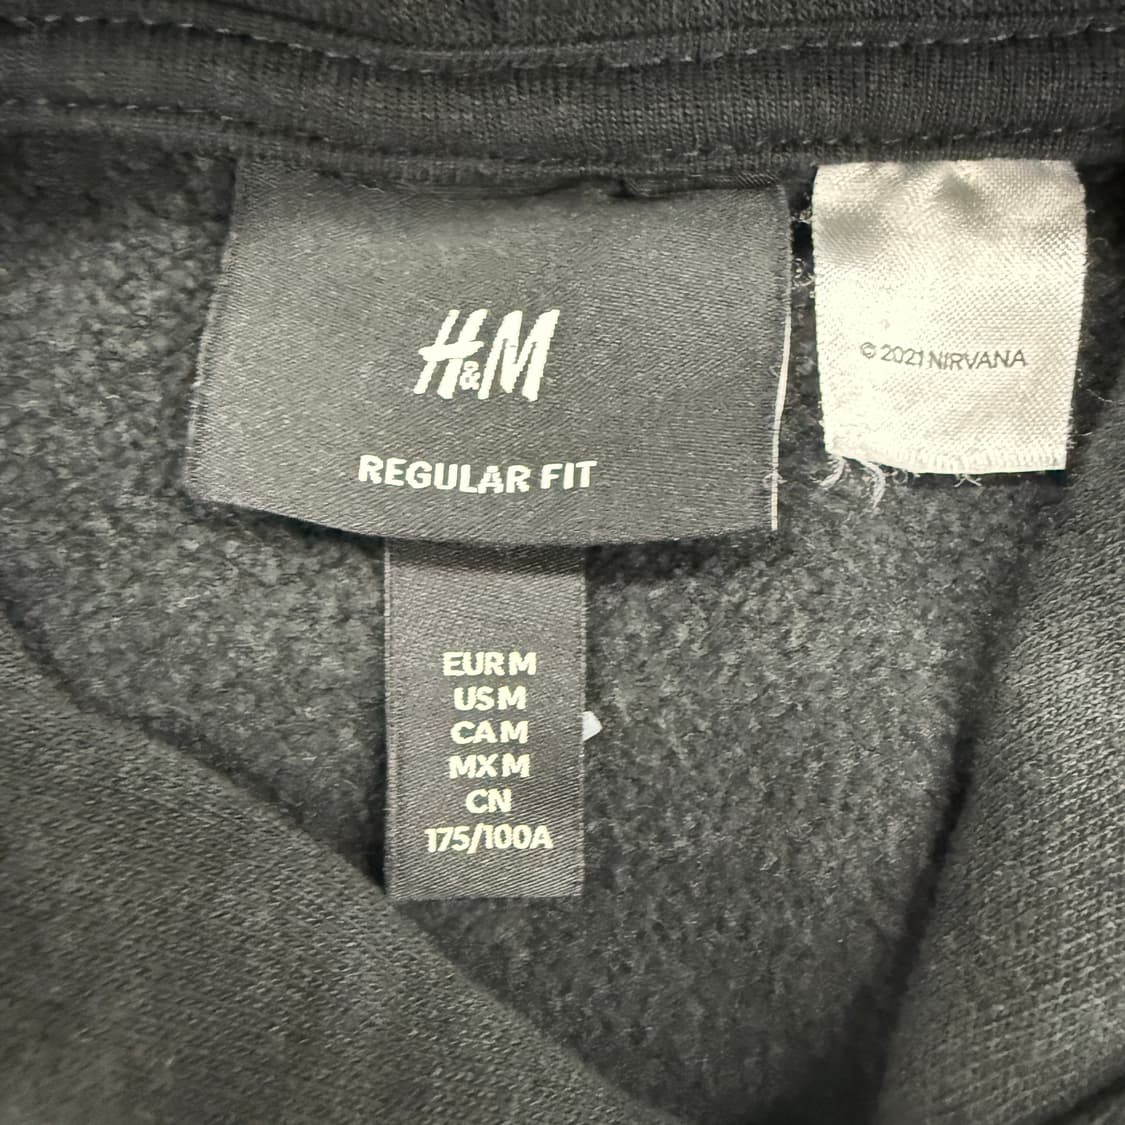 H&M
REGULAR FIT
© 2021 NIRVANA
EUR M
US M
CA M
MX M
CN
175/100A